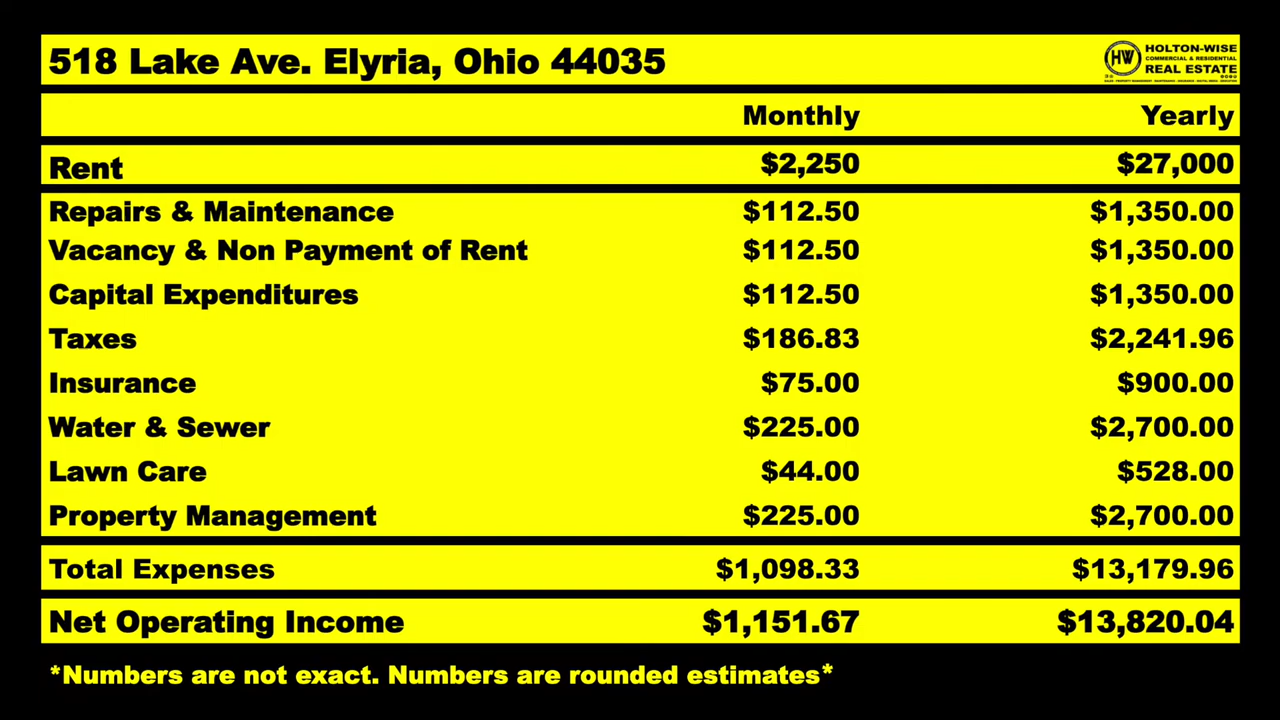 518 Lake Ave. Elyria, Ohio 44035
HW
HOLTON-WISE
COMMERCIAL & RESIDENTIAL
REAL ESTATE
Monthly Yearly
Rent $2,250 $27,000
Repairs & Maintenance $112.50 $1,350.00
Vacancy & Non Payment of Rent $112.50 $1,350.00
Capital Expenditures $112.50 $1,350.00
Taxes $186.83 $2,241.96
Insurance $75.00 $900.00
Water & Sewer $225.00 $2,700.00
Lawn Care $44.00 $528.00
Property Management $225.00 $2,700.00
Total Expenses $1,098.33 $13,179.96
Net Operating Income $1,151.67 $13,820.04
*Numbers are not exact. Numbers are rounded estimates*